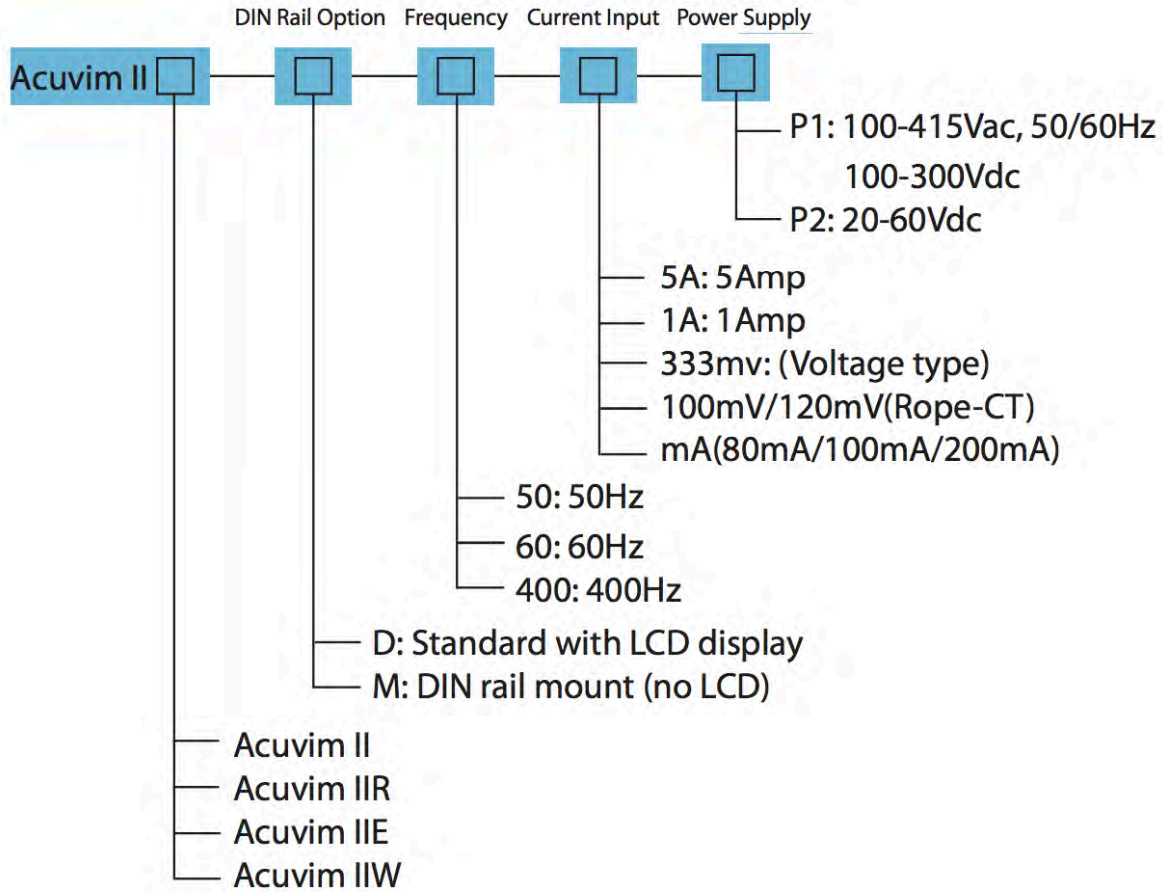 DIN Rail Option Frequency Current Input Power Supply
Acuvim II
P1: 100-415Vac, 50/60Hz
100-300Vdc
P2: 20-60Vdc
5A: 5Amp
1A: 1Amp
333mv: (Voltage type)
100mV/120mV(Rope-CT)
mA(80mA/100mA/200mA)
50: 50Hz
60: 60Hz
400: 400Hz
D: Standard with LCD display
M: DIN rail mount (no LCD)
Acuvim II
Acuvim IIR
Acuvim IIE
Acuvim IIW